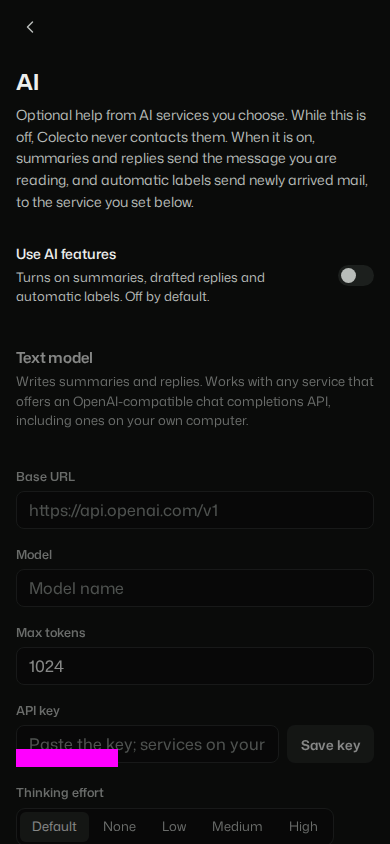 AI
Optional help from AI services you choose. While this is
off, Colecto never contacts them. When it is on,
summaries and replies send the message you are
reading, and automatic labels send newly arrived mail,
to the service you set below.
Use AI features
Turns on summaries, drafted replies and
automatic labels. Off by default.
Text model
Writes summaries and replies. Works with any service that
offers an OpenAI-compatible chat completions API,
including ones on your own computer.
Base URL
https://api.openai.com/v1
Model
Model name
Max tokens
1024
API key
Paste the key; services on your
Save key
Thinking effort
Default None Low Medium High